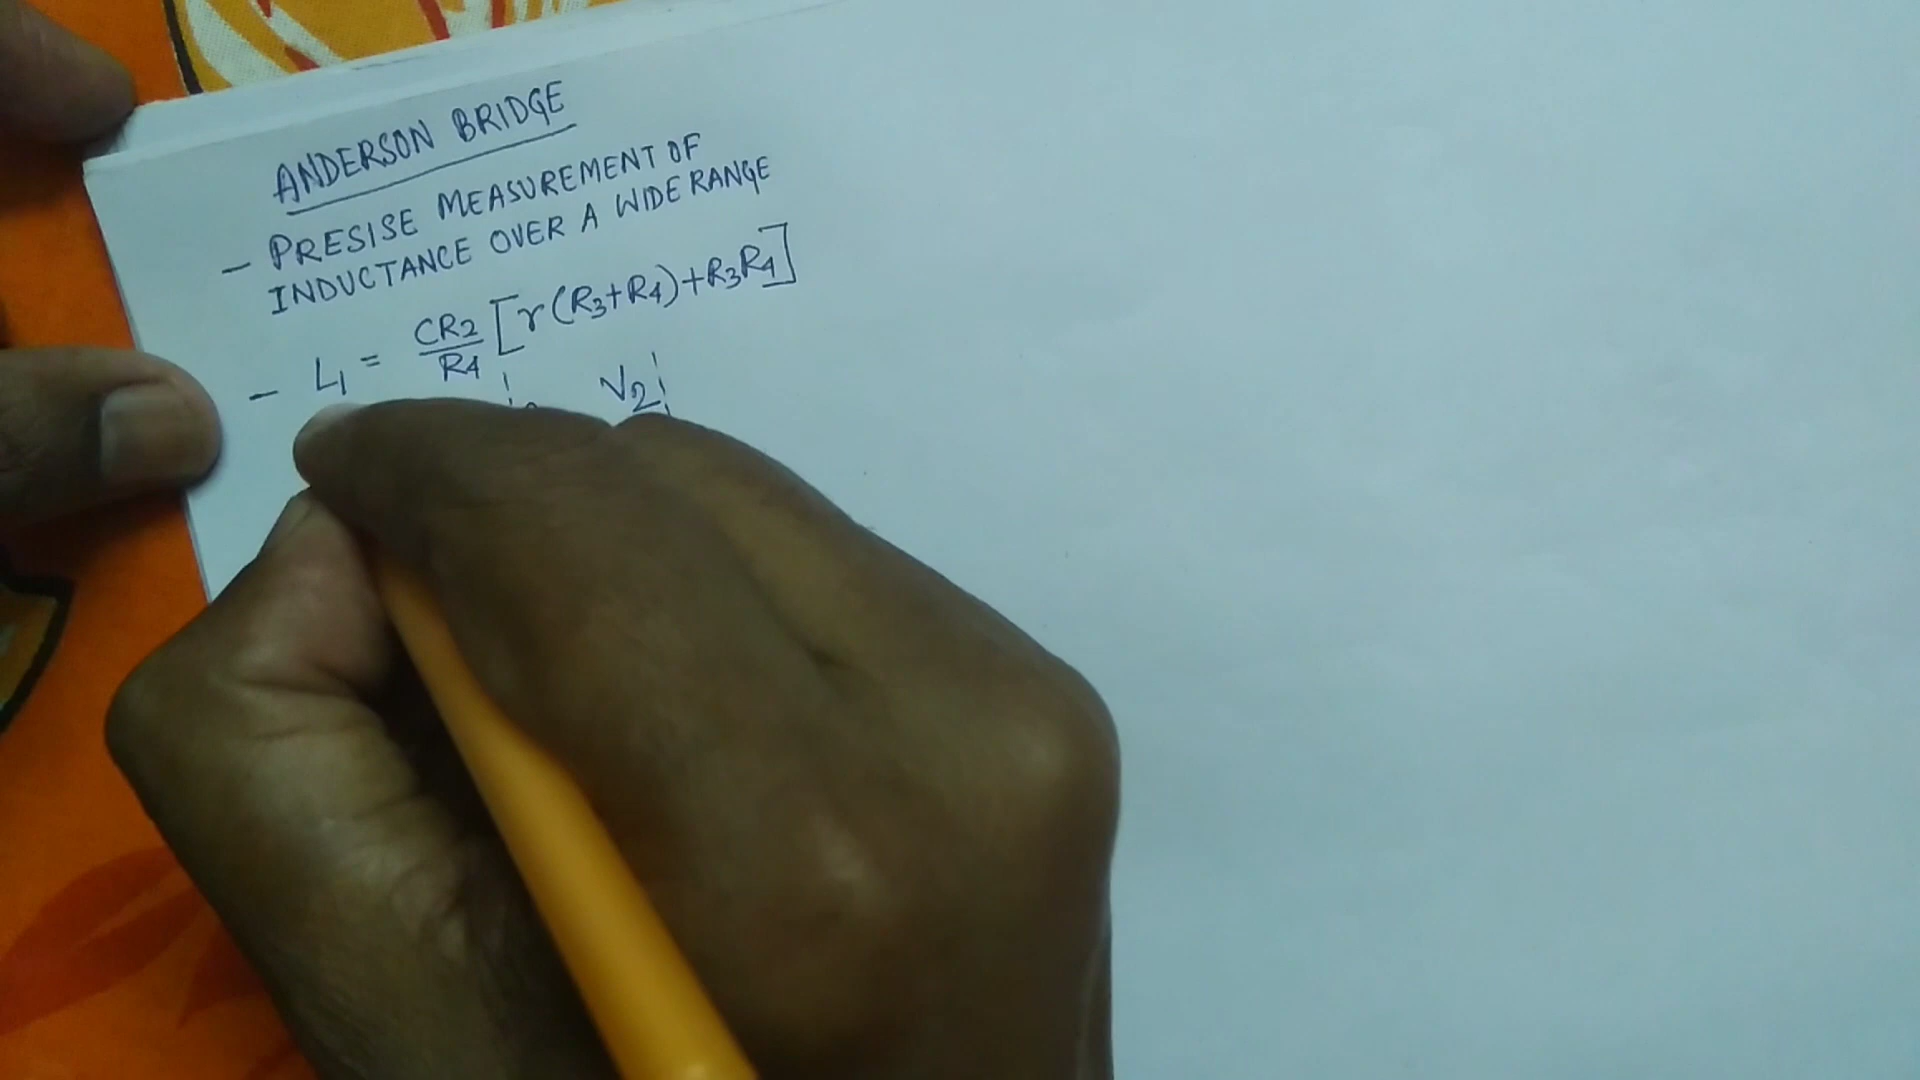 ANDERSON BRIDGE
- PRESISE MEASUREMENT OF
INDUCTANCE OVER A WIDE RANGE
- L1 = CR2/R4 [r(R3+R4)+R3R4]
V2